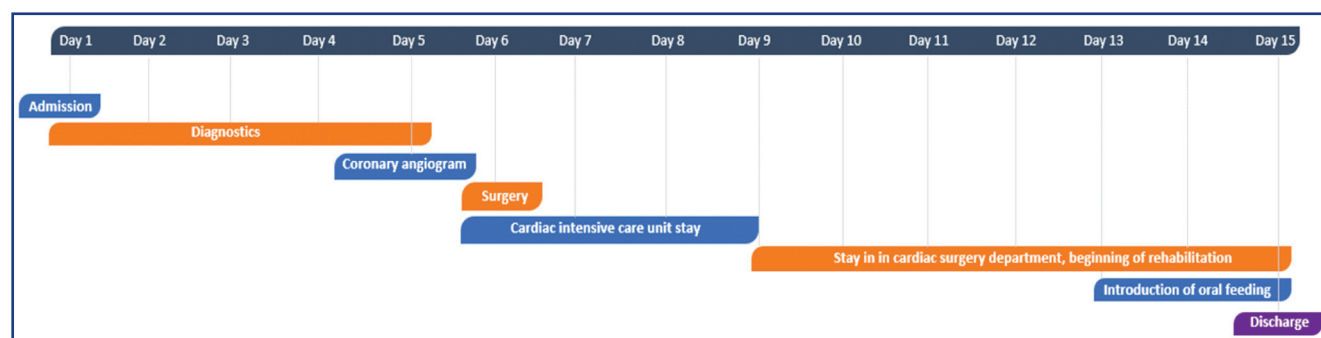 Day 1 Day 2 Day 3 Day 4 Day 5 Day 6 Day 7 Day 8 Day 9 Day 10 Day 11 Day 12 Day 13 Day 14 Day 15
Admission
Diagnostics
Coronary angiogram
Surgery
Cardiac intensive care unit stay
Stay in in cardiac surgery department, beginning of rehabilitation
Introduction of oral feeding
Discharge